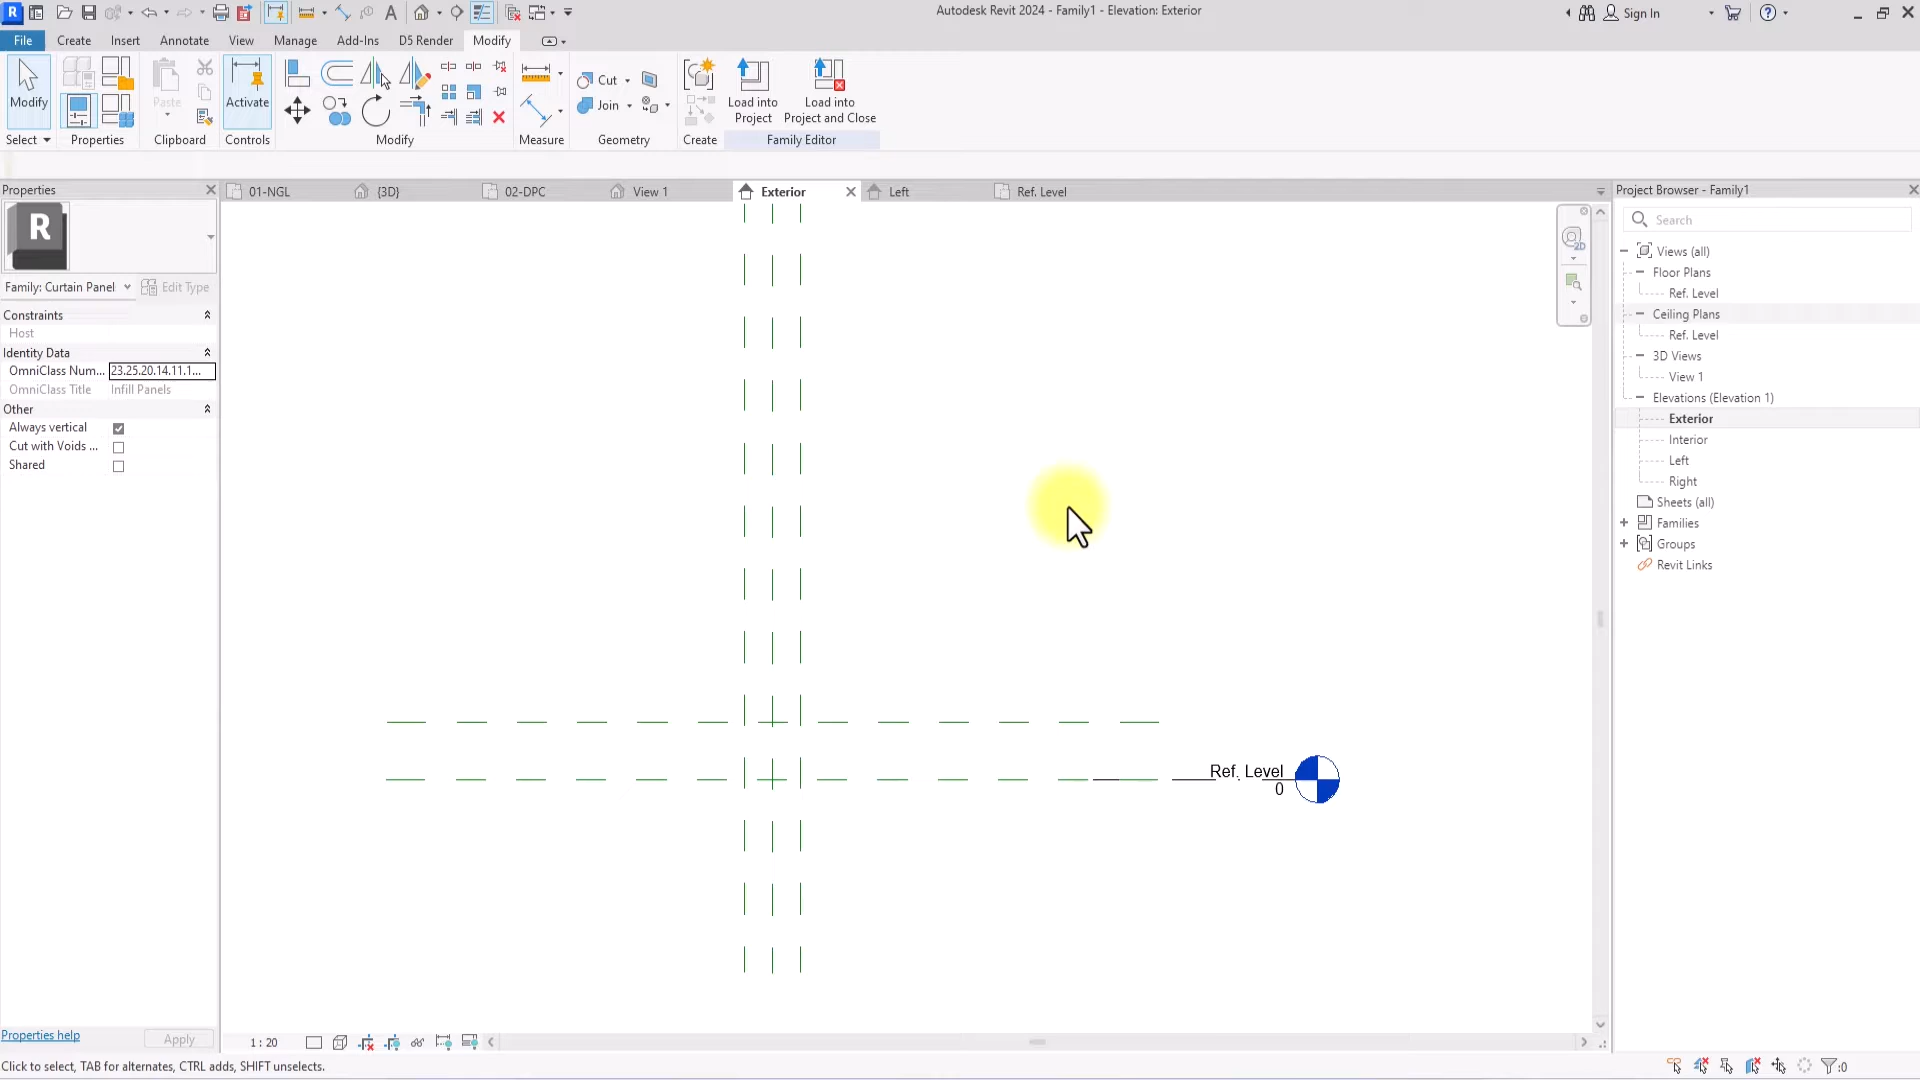 Autodesk Revit 2024 - Family1 - Elevation: Exterior
Sign In
File Create Insert Annotate View Manage Add-Ins D5 Render Modify
Modify
Paste
Activate
Cut
Join
Load into
Project
Load into
Project and Close
Select Properties Clipboard Controls Modify Measure Geometry Create Family Editor
Properties
01-NGL {3D} 02-DPC View 1 Exterior Left Ref. Level
Project Browser - Family1
R
Family: Curtain Panel Edit Type
Constraints
Host
Identity Data
OmniClass Num... 23.25.20.14.11.1...
OmniClass Title Infill Panels
Other
Always vertical
Cut with Voids ...
Shared
Properties help
Apply
Ref. Level
0
Search
Views (all)
Floor Plans
Ref. Level
Ceiling Plans
Ref. Level
3D Views
View 1
Elevations (Elevation 1)
Exterior
Interior
Left
Right
Sheets (all)
Families
Groups
Revit Links
1 : 20
Click to select, TAB for alternates, CTRL adds, SHIFT unselects.
:0